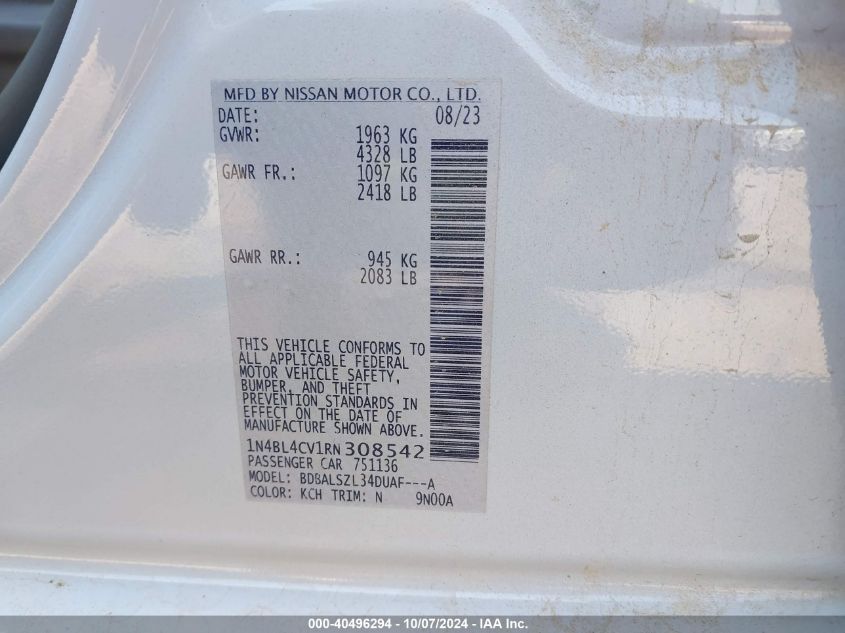 MFD BY NISSAN MOTOR CO., LTD.
DATE: 08/23
GVWR: 1963 KG
4328 LB
GAWR FR.: 1097 KG
2418 LB
GAWR RR.: 945 KG
2083 LB
THIS VEHICLE CONFORMS TO
ALL APPLICABLE FEDERAL
MOTOR VEHICLE SAFETY,
BUMPER, AND THEFT
PREVENTION STANDARDS IN
EFFECT ON THE DATE OF
MANUFACTURE SHOWN ABOVE.
1N4BL4CV1RN308542
PASSENGER CAR 751136
MODEL: BDBALSZL34DUAF---A
COLOR: KCH TRIM: N 9N00A
000-40496294 - 10/07/2024 - IAA Inc.